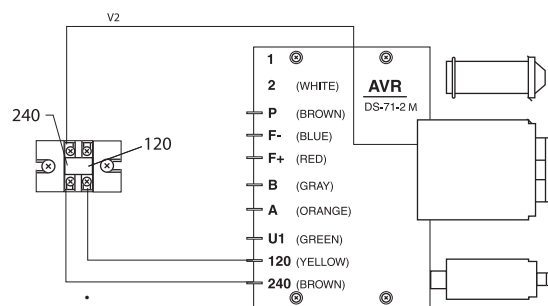 V2
1
2 (WHITE)
AVR
DS-71-2 M
P (BROWN)
F- (BLUE)
F+ (RED)
B (GRAY)
A (ORANGE)
U1 (GREEN)
120 (YELLOW)
240 (BROWN)
240
120